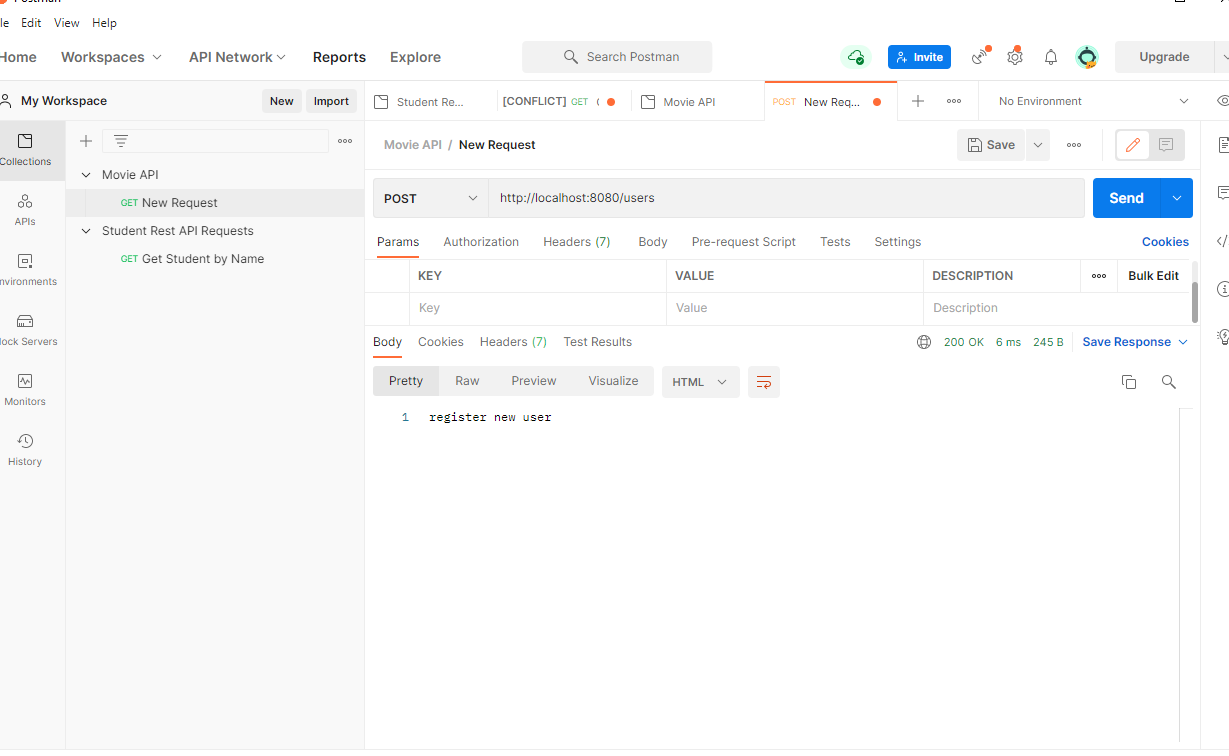 Postman
le Edit View Help
Home Workspaces API Network Reports Explore Search Postman Invite Upgrade
My Workspace New Import Student Re... [CONFLICT] GET Movie API POST New Req... No Environment
Collections
APIs
nvironments
lock Servers
Monitors
History
Movie API
GET New Request
Student Rest API Requests
GET Get Student by Name
Movie API / New Request Save
POST http://localhost:8080/users Send
Params Authorization Headers (7) Body Pre-request Script Tests Settings Cookies
KEY VALUE DESCRIPTION Bulk Edit
Key Value Description
Body Cookies Headers (7) Test Results 200 OK 6 ms 245 B Save Response
Pretty Raw Preview Visualize HTML
1 register new user